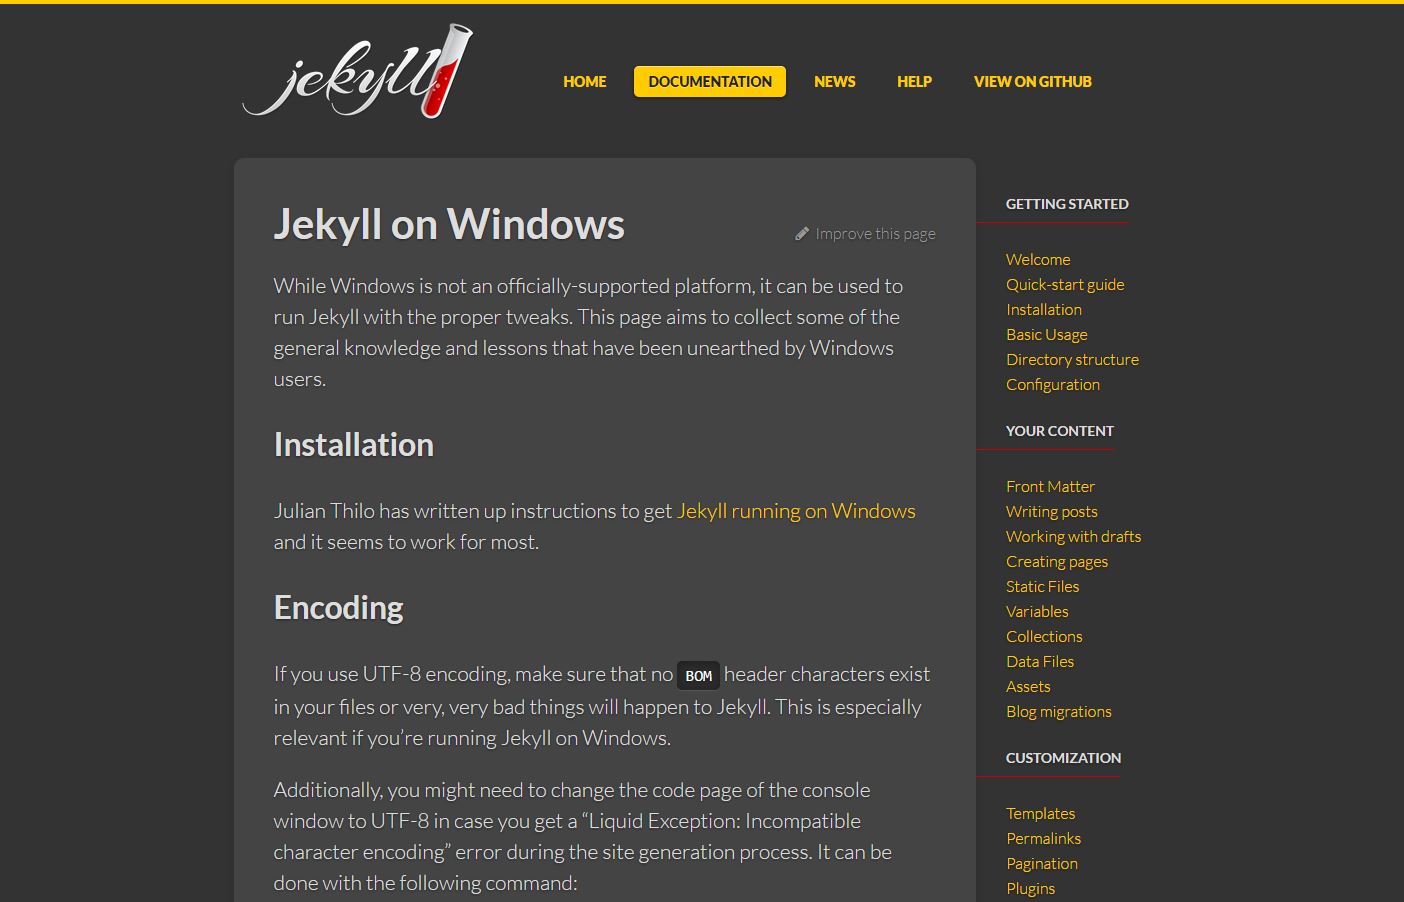 jekyll
HOME
DOCUMENTATION
NEWS
HELP
VIEW ON GITHUB
Jekyll on Windows
Improve this page
While Windows is not an officially-supported platform, it can be used to
run Jekyll with the proper tweaks. This page aims to collect some of the
general knowledge and lessons that have been unearthed by Windows
users.
Installation
Julian Thilo has written up instructions to get Jekyll running on Windows
and it seems to work for most.
Encoding
If you use UTF-8 encoding, make sure that no BOM header characters exist
in your files or very, very bad things will happen to Jekyll. This is especially
relevant if you’re running Jekyll on Windows.
Additionally, you might need to change the code page of the console
window to UTF-8 in case you get a “Liquid Exception: Incompatible
character encoding” error during the site generation process. It can be
done with the following command:
GETTING STARTED
Welcome
Quick-start guide
Installation
Basic Usage
Directory structure
Configuration
YOUR CONTENT
Front Matter
Writing posts
Working with drafts
Creating pages
Static Files
Variables
Collections
Data Files
Assets
Blog migrations
CUSTOMIZATION
Templates
Permalinks
Pagination
Plugins